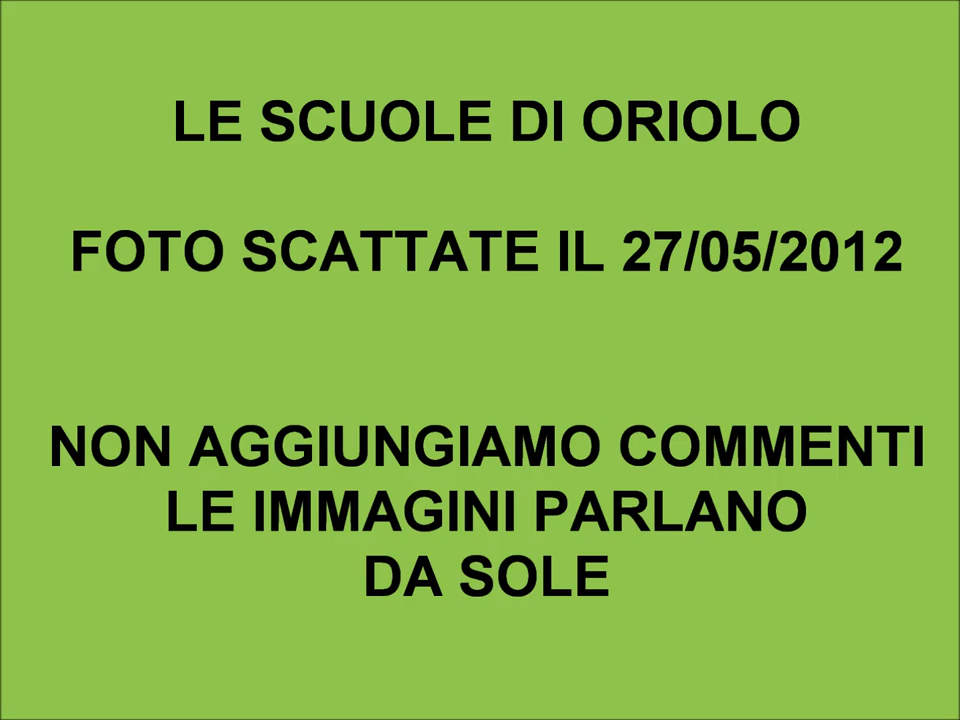 LE SCUOLE DI ORIOLO
FOTO SCATTATE IL 27/05/2012
NON AGGIUNGIAMO COMMENTI
LE IMMAGINI PARLANO
DA SOLE